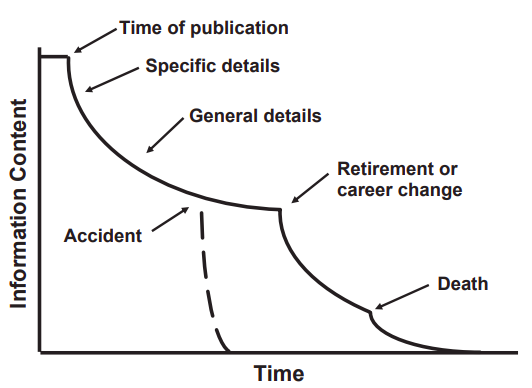 Time of publication
Specific details
General details
Retirement or
career change
Accident
Death
Information Content
Time